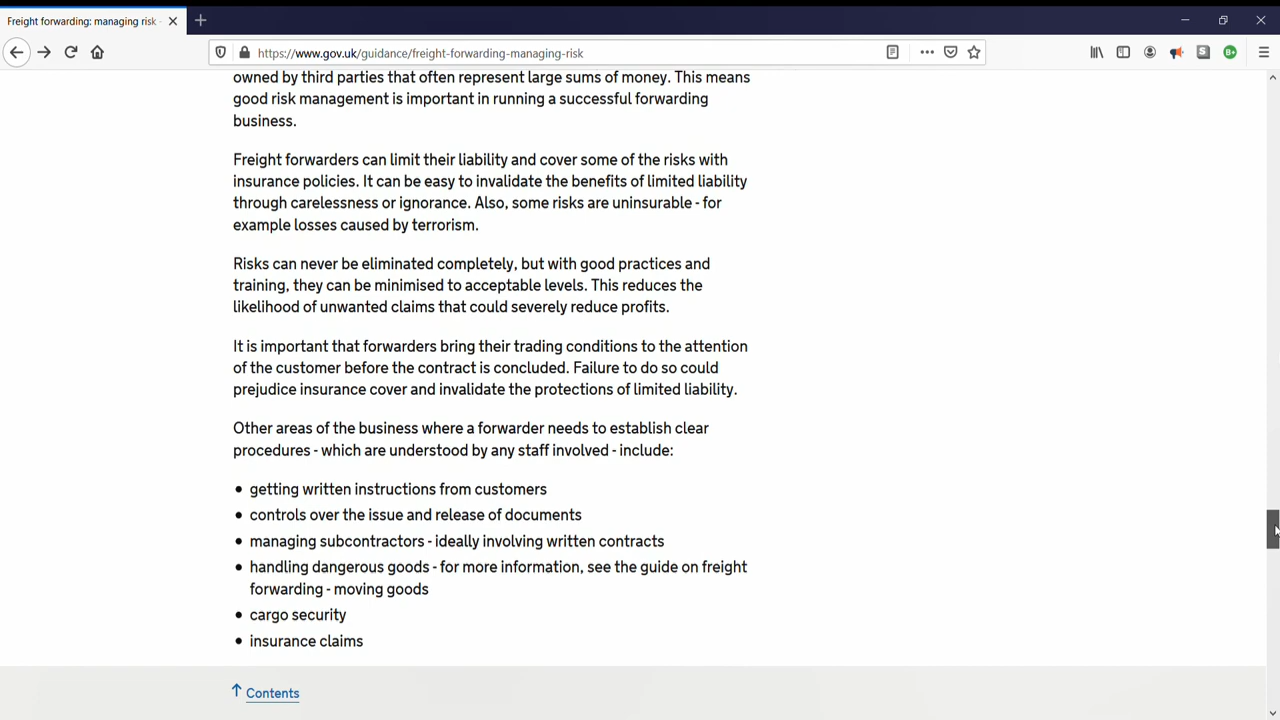 Freight forwarding: managing risk -
https://www.gov.uk/guidance/freight-forwarding-managing-risk
owned by third parties that often represent large sums of money. This means
good risk management is important in running a successful forwarding
business.
Freight forwarders can limit their liability and cover some of the risks with
insurance policies. It can be easy to invalidate the benefits of limited liability
through carelessness or ignorance. Also, some risks are uninsurable - for
example losses caused by terrorism.
Risks can never be eliminated completely, but with good practices and
training, they can be minimised to acceptable levels. This reduces the
likelihood of unwanted claims that could severely reduce profits.
It is important that forwarders bring their trading conditions to the attention
of the customer before the contract is concluded. Failure to do so could
prejudice insurance cover and invalidate the protections of limited liability.
Other areas of the business where a forwarder needs to establish clear
procedures - which are understood by any staff involved - include:
• getting written instructions from customers
• controls over the issue and release of documents
• managing subcontractors - ideally involving written contracts
• handling dangerous goods - for more information, see the guide on freight
forwarding - moving goods
• cargo security
• insurance claims
↑ Contents